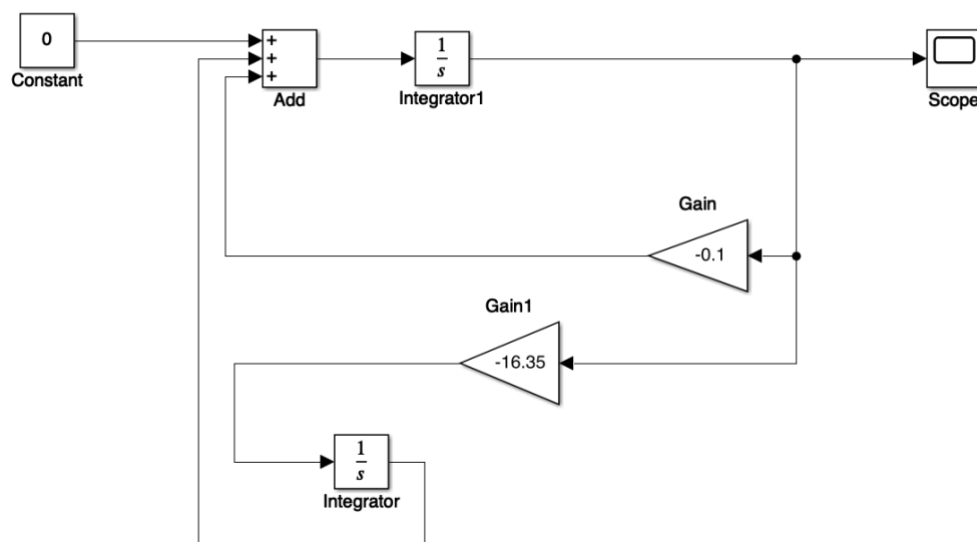 0
Constant
+
+
+
Add
1
s
Integrator1
Scope
Gain
-0.1
Gain1
-16.35
1
s
Integrator